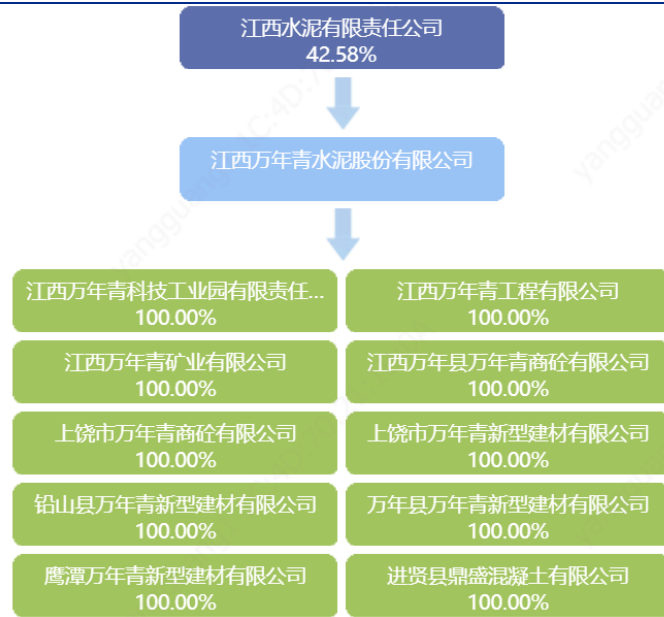 江西水泥有限责任公司
42.58%
江西万年青水泥股份有限公司
江西万年青科技工业园有限责任...
100.00%
江西万年青工程有限公司
100.00%
江西万年青矿业有限公司
100.00%
江西万年县万年青商砼有限公司
100.00%
上饶市万年青商砼有限公司
100.00%
上饶市万年青新型建材有限公司
100.00%
铅山县万年青新型建材有限公司
100.00%
万年县万年青新型建材有限公司
100.00%
鹰潭万年青新型建材有限公司
100.00%
进贤县鼎盛混凝土有限公司
100.00%